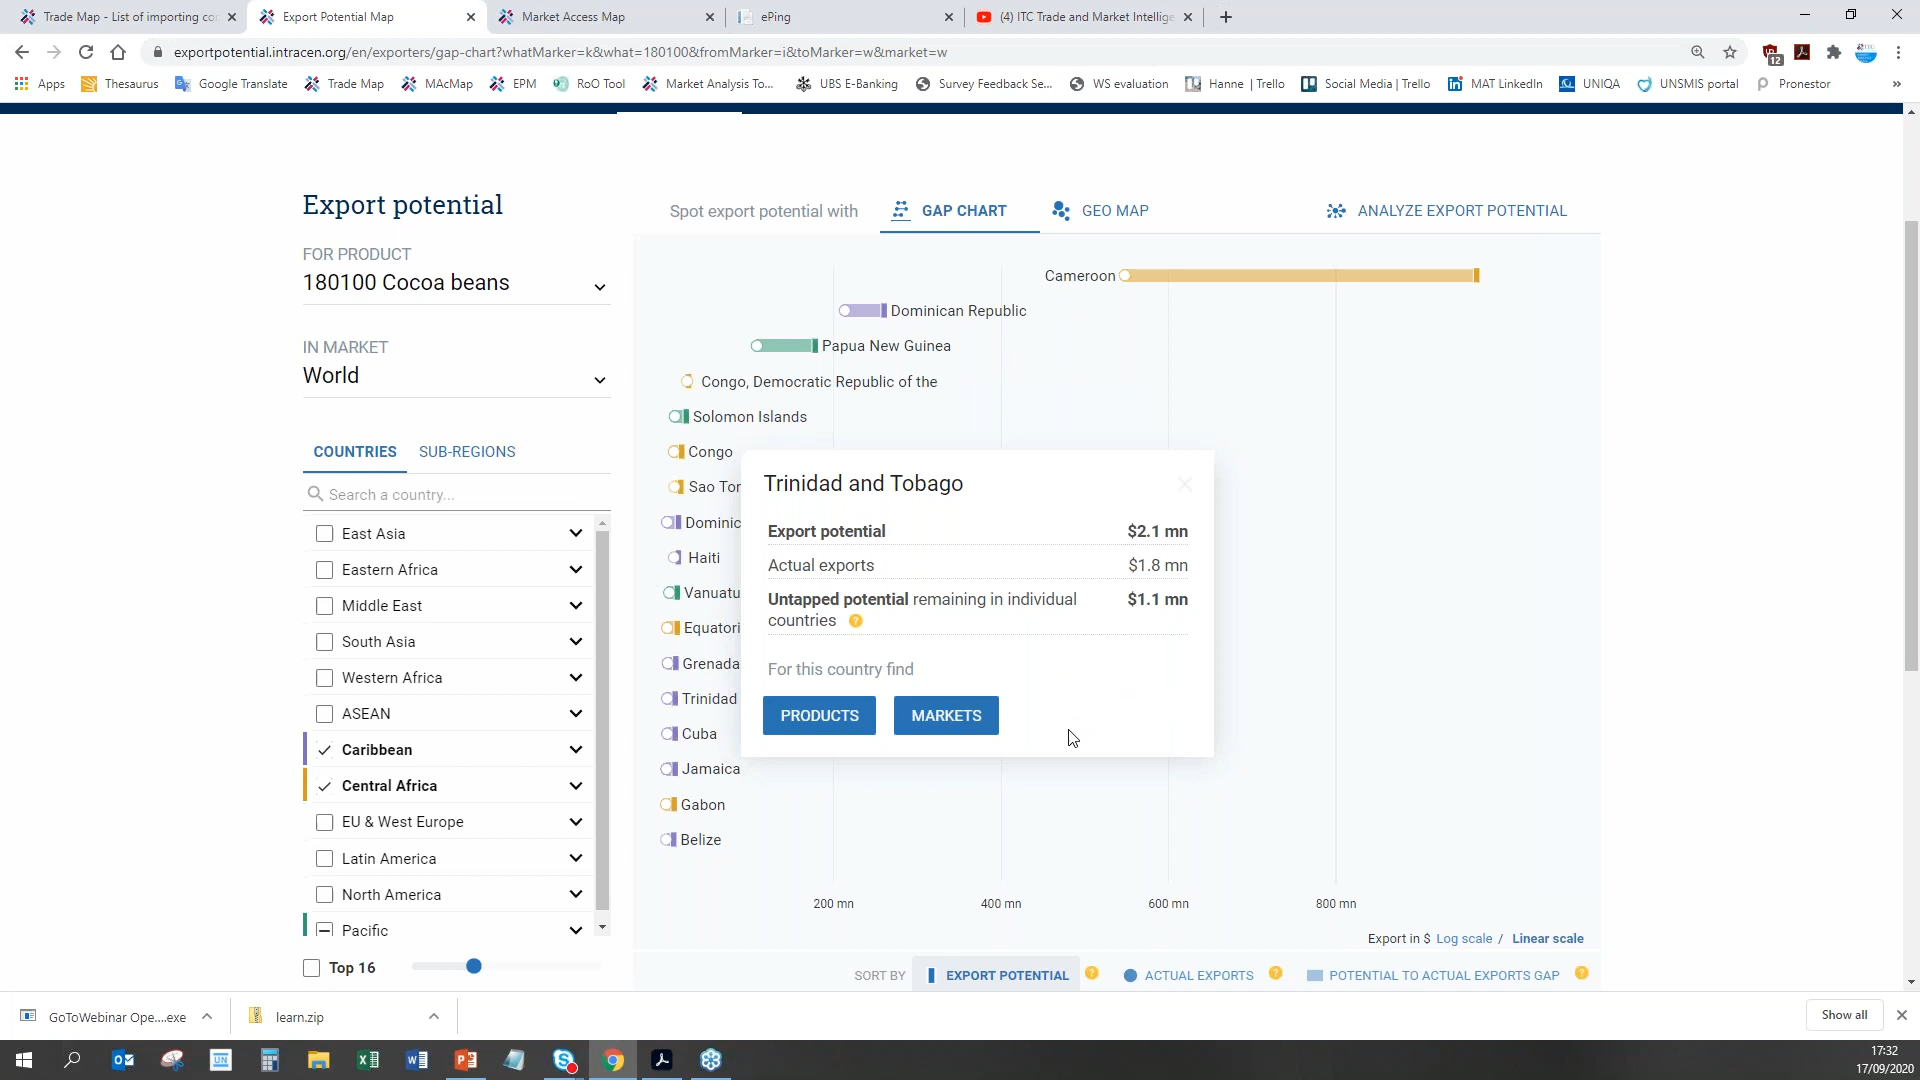 Trade Map - List of importing co
Export Potential Map
Market Access Map
ePing
(4) ITC Trade and Market Intellige
exportpotential.intracen.org/en/exporters/gap-chart?whatMarker=k&what=180100&fromMarker=i&toMarker=w&market=w
12
Apps
Thesaurus
Google Translate
Trade Map
MAcMap
EPM
RoO Tool
Market Analysis To...
UBS E-Banking
Survey Feedback Se...
WS evaluation
Hanne | Trello
Social Media | Trello
MAT LinkedIn
UNIQA
UNSMIS portal
Pronestor
»
Export potential
Spot export potential with
GAP CHART
GEO MAP
ANALYZE EXPORT POTENTIAL
FOR PRODUCT
180100 Cocoa beans
IN MARKET
World
COUNTRIES
SUB-REGIONS
Search a country...
East Asia
Eastern Africa
Middle East
South Asia
Western Africa
ASEAN
Caribbean
Central Africa
EU & West Europe
Latin America
North America
Pacific
Top 16
Cameroon
Dominican Republic
Papua New Guinea
Congo, Democratic Republic of the
Solomon Islands
Congo
Sao Tor
Dominic
Haiti
Vanuatu
Equatori
Grenada
Trinidad
Cuba
Jamaica
Gabon
Belize
Trinidad and Tobago
Export potential $2.1 mn
Actual exports $1.8 mn
Untapped potential remaining in individual $1.1 mn
countries ?
For this country find
PRODUCTS
MARKETS
200 mn
400 mn
600 mn
800 mn
Export in $ Log scale / Linear scale
SORT BY
EXPORT POTENTIAL ?
ACTUAL EXPORTS ?
POTENTIAL TO ACTUAL EXPORTS GAP ?
GoToWebinar Ope....exe
learn.zip
Show all
UN
17:32
17/09/2020